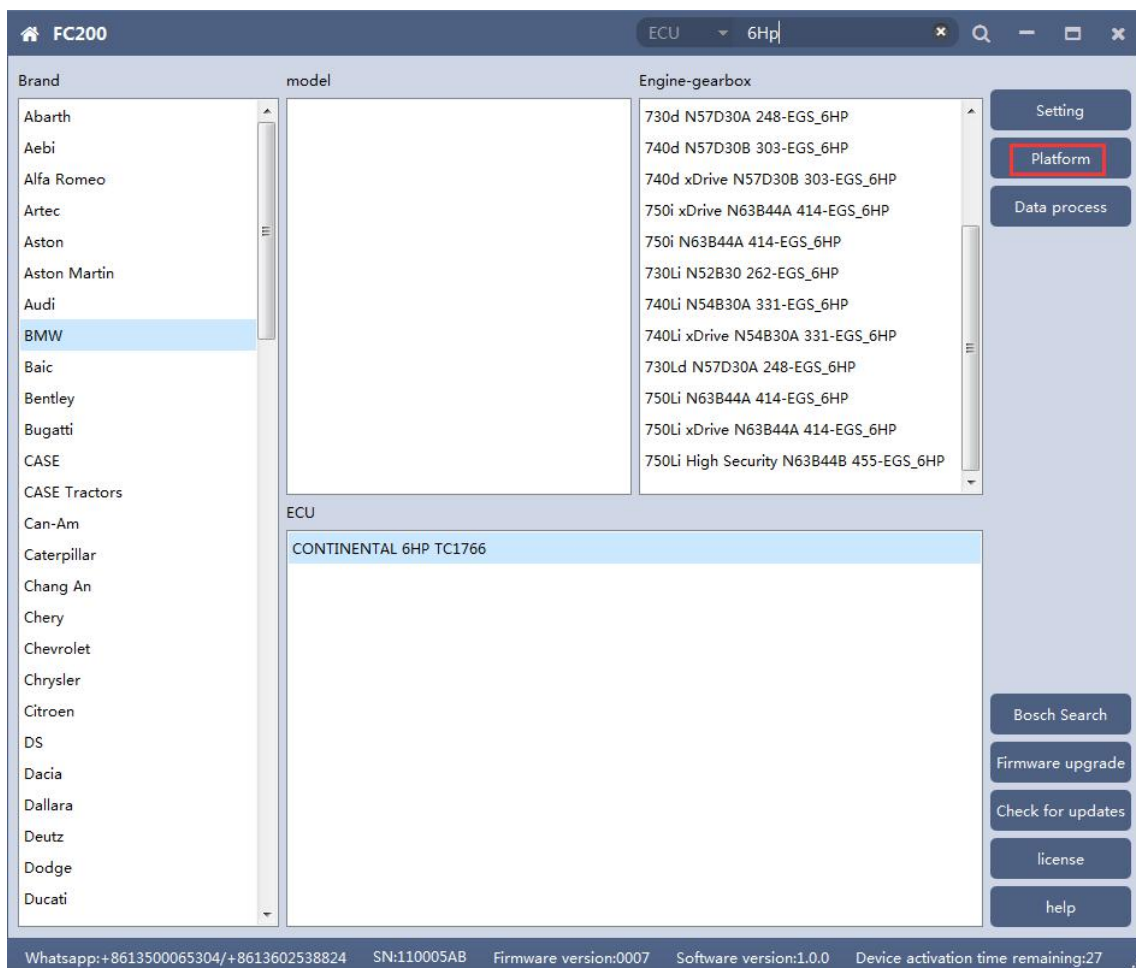 FC200
ECU 6Hp
Brand
model
Engine-gearbox
Abarth
Aebi
Alfa Romeo
Artec
Aston
Aston Martin
Audi
BMW
Baic
Bentley
Bugatti
CASE
CASE Tractors
Can-Am
Caterpillar
Chang An
Chery
Chevrolet
Chrysler
Citroen
DS
Dacia
Dallara
Deutz
Dodge
Ducati
730d N57D30A 248-EGS_6HP
740d N57D30B 303-EGS_6HP
740d xDrive N57D30B 303-EGS_6HP
750i xDrive N63B44A 414-EGS_6HP
750i N63B44A 414-EGS_6HP
730Li N52B30 262-EGS_6HP
740Li N54B30A 331-EGS_6HP
740Li xDrive N54B30A 331-EGS_6HP
730Ld N57D30A 248-EGS_6HP
750Li N63B44A 414-EGS_6HP
750Li xDrive N63B44A 414-EGS_6HP
750Li High Security N63B44B 455-EGS_6HP
ECU
CONTINENTAL 6HP TC1766
Setting
Platform
Data process
Bosch Search
Firmware upgrade
Check for updates
license
help
Whatsapp:+8613500065304/+8613602538824 SN:110005AB Firmware version:0007 Software version:1.0.0 Device activation time remaining:27